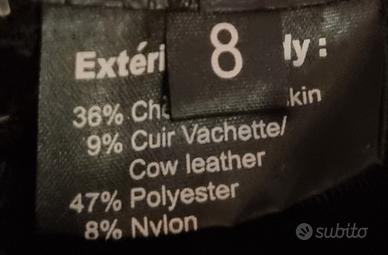 Extéri 8 ly :
36% Ch kin
9% Cuir Vachette/
Cow leather
47% Polyester
8% Nylon
subito